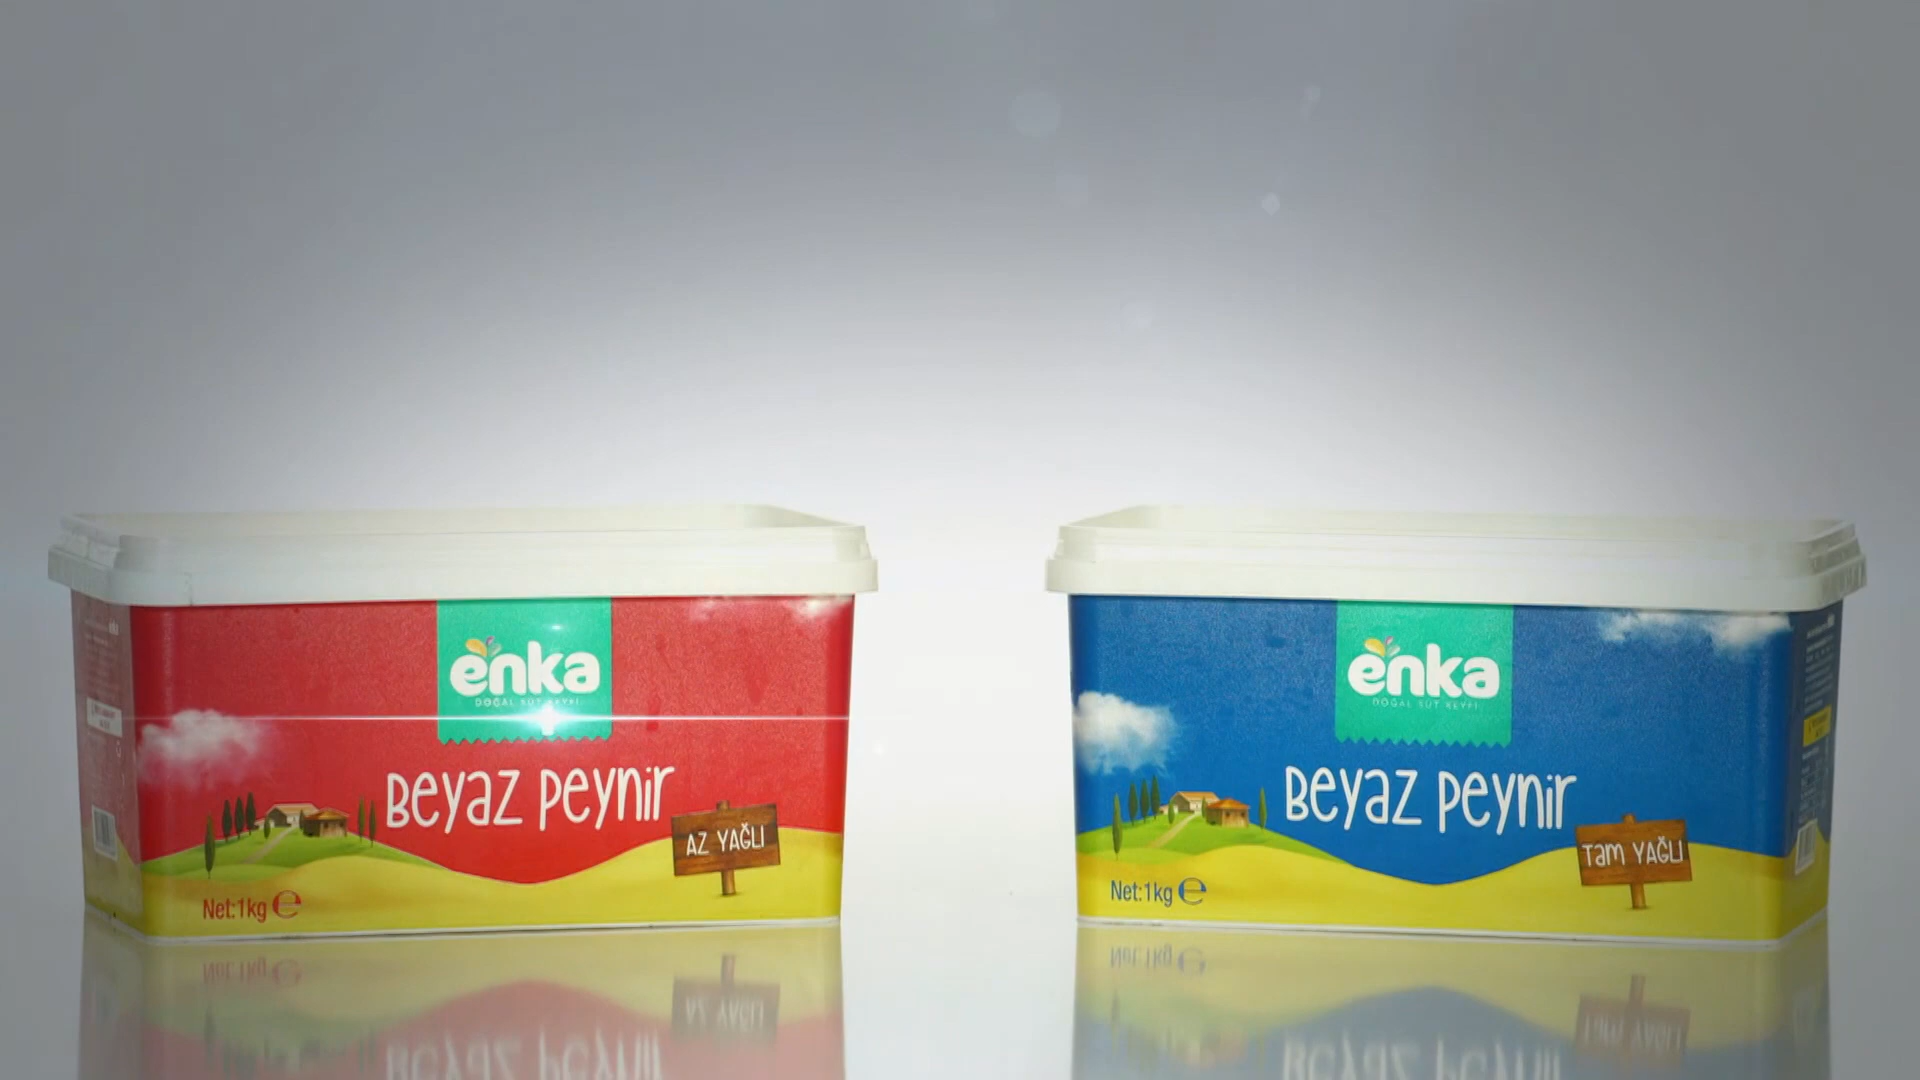 enka
DOĞAL SÜT KEYFİ
Beyaz Peynir
AZ YAĞLI
Net:1kg e
enka
DOĞAL SÜT KEYFİ
Beyaz Peynir
Tam YAĞLI
Net:1kg e